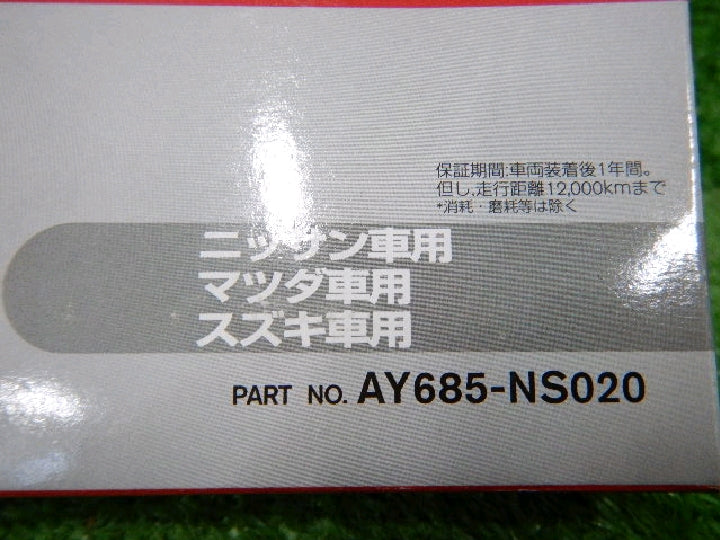 保証期間:車両装着後1年間。
但し、走行距離12,000kmまで
*消耗・磨耗等は除く
ニッサン車用
マツダ車用
スズキ車用
PART NO. AY685-NS020